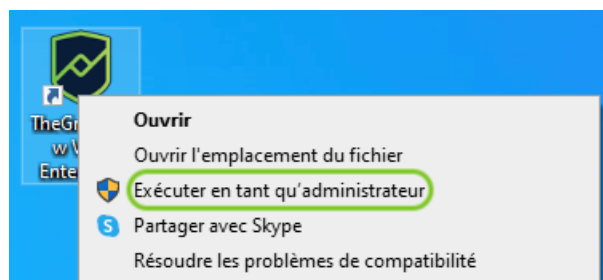 TheGr
w V
Ente
Ouvrir
Ouvrir l'emplacement du fichier
Exécuter en tant qu'administrateur
Partager avec Skype
Résoudre les problèmes de compatibilité